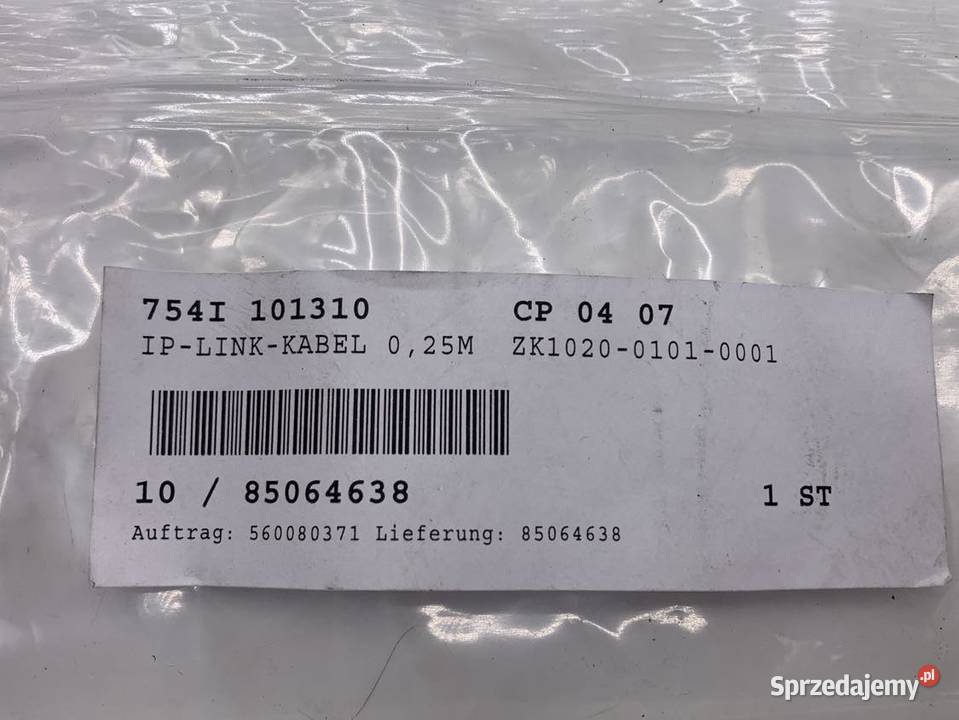 754I 101310 CP 04 07
IP-LINK-KABEL 0,25M ZK1020-0101-0001
10 / 85064638 1 ST
Auftrag: 560080371 Lieferung: 85064638
Sprzedajemy.pl